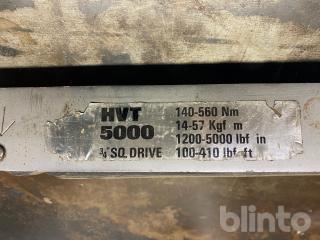 HVT
5000
¾" SQ. DRIVE
140-560 Nm
14-57 Kgf m
1200-5000 lbf in
100-410 lbf ft
blinto